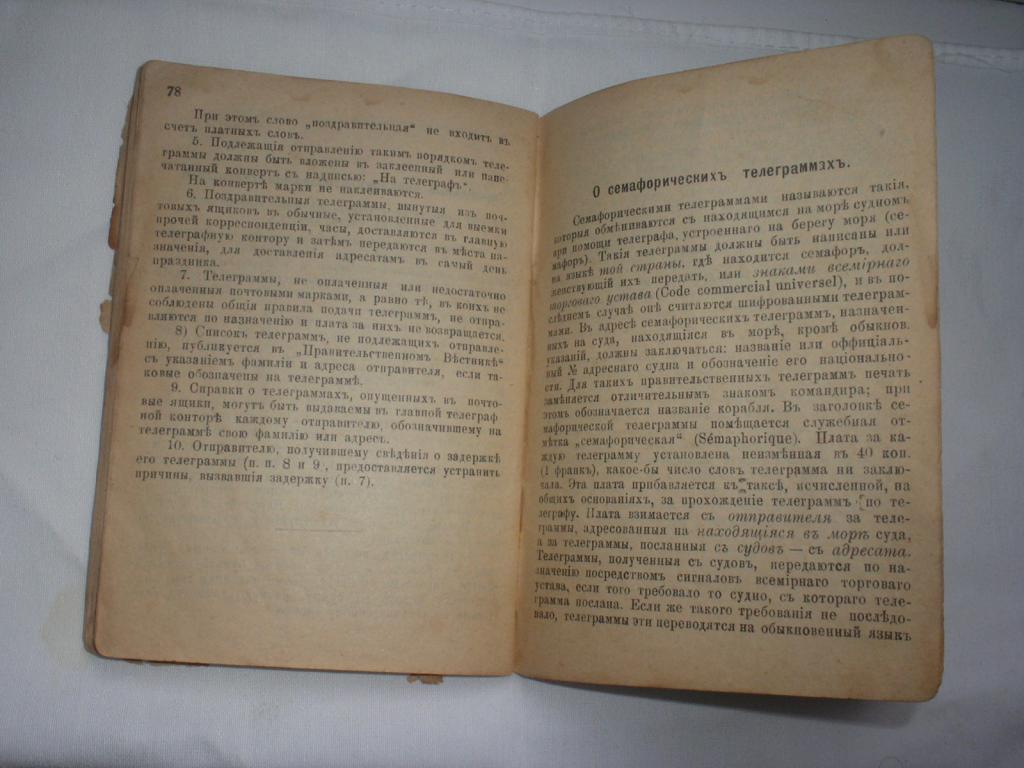 78
При этомъ слово „поздравительная“ не входитъ въ
счетъ платныхъ словъ.
5. Подлежащія отправленію такимъ порядкомъ теле-
граммы должны быть вложены въ заклеенный или напе-
чатанный конвертъ съ надписью: „На телеграфъ“.
На конвертѣ марки не наклеиваются.
6. Поздравительныя телеграммы, вынутыя изъ поч-
товыхъ ящиковъ въ обычные, установленные для выемки
прочей корреспонденціи, часы, доставляются въ главную
телеграфную контору и затѣмъ передаются въ мѣста на-
значенія, для доставленія адресатамъ въ самый день
праздника.
7. Телеграммы, не оплаченныя или недостаточно
оплаченныя почтовыми марками, а равно тѣ, въ коихъ не
соблюдены общія правила подачи телеграммъ, не отпра-
вляются по назначенію и плата за нихъ не возвращается.
8) Списокъ телеграммъ, не подлежащихъ отправле-
нію, публикуется въ „Правительственномъ Вѣстникѣ“
съ указаніемъ фамиліи и адреса отправителя, если та-
ковые обозначены на телеграммѣ.
9. Справки о телеграммахъ, опущенныхъ въ почто-
вые ящики, могутъ быть выдаваемы въ главной телеграф
ной конторѣ каждому отправителю, обозначившему на
телеграммѣ свою фамилію или адресъ.
10. Отправителю, получившему свѣдѣнія о задержкѣ
его телеграммы (п. п. 8 и 9, предоставляется устранить
причины, вызвавшія задержку (п. 7).
О семафорическихъ телеграммахъ.
Семафорическими телеграммами называются такія,
которыя обмѣниваются съ находящимся на морѣ судномъ
при помощи телеграфа, устроеннаго на берегу моря (се-
мафоръ). Такія телеграммы должны быть написаны или
на языкѣ той страны, гдѣ находится семафоръ, дол-
женствующій ихъ передать, или знаками всемірнаго
торговаго устава (Code commercial universel), и въ по-
слѣднемъ случаѣ онѣ считаются шифрованными телеграм-
мами. Въ адресѣ семафорическихъ телеграммъ, назначен-
ныхъ на суда, находящіяся въ морѣ, кромѣ обыкнов.
указаній, должны заключаться: названіе или оффиціаль-
ный № адреснаго судна и обозначеніе его національно-
сти. Для такихъ правительственныхъ телеграммъ печать
замѣняется отличительнымъ знакомъ командира; при
этомъ обозначается названіе корабля. Въ заголовкѣ се-
мафорической телеграммы помѣщается служебная от-
мѣтка „семафорическая“ (Sémaphorique). Плата за ка-
ждую телеграмму установлена неизмѣнная въ 40 коп.
(1 франкъ), какое-бы число словъ телеграмма ни заклю-
чала. Эта плата прибавляется къ таксѣ, исчисленной, на
общихъ основаніяхъ, за прохожденіе телеграммъ по те-
леграфу. Плата взимается съ отправителя за теле-
граммы, адресованныя на находящіяся въ морѣ суда,
а за телеграммы, посланныя съ судовъ — съ адресата.
Телеграммы, полученныя съ судовъ, передаются по на-
значенію посредствомъ сигналовъ всемірнаго торговаго
устава, если того требовало то судно, съ котораго теле-
грамма послана. Если же такого требованія не послѣдо-
вало, телеграммы эти переводятся на обыкновенный языкъ